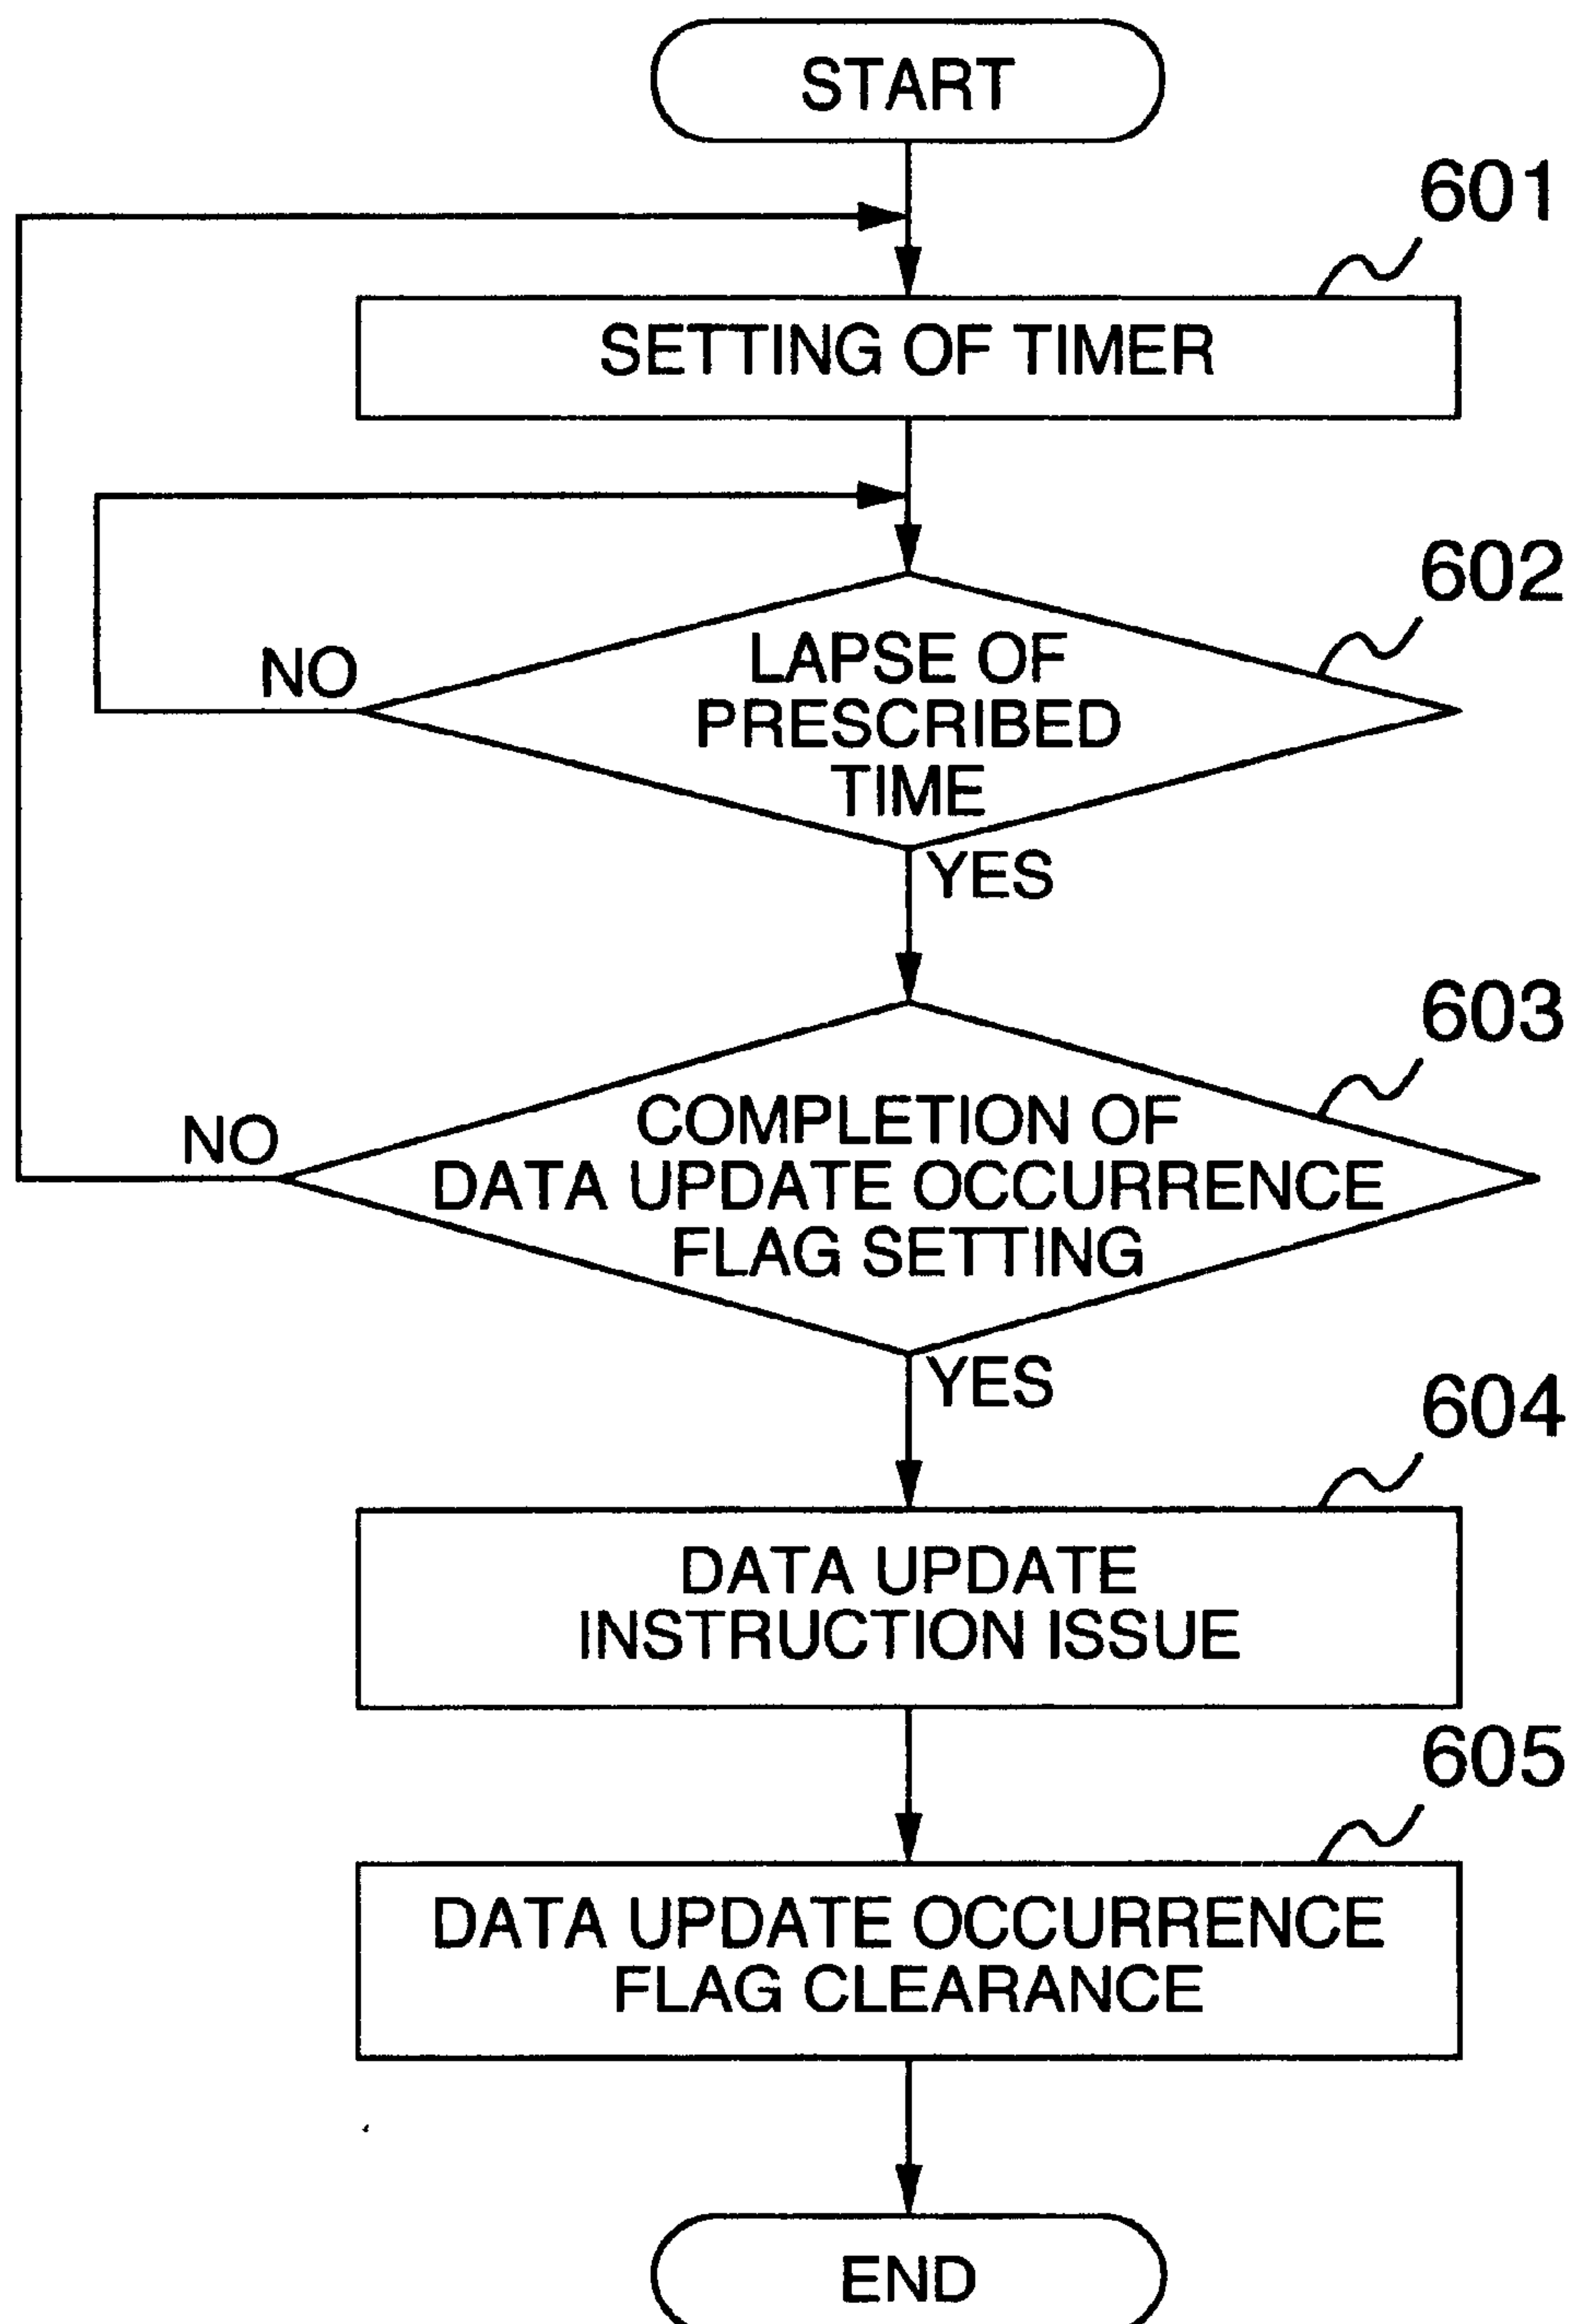 START
601
SETTING OF TIMER
602
LAPSE OF
PRESCRIBED
TIME
NO
YES
603
COMPLETION OF
DATA UPDATE OCCURRENCE
FLAG SETTING
NO
YES
604
DATA UPDATE
INSTRUCTION ISSUE
605
DATA UPDATE OCCURRENCE
FLAG CLEARANCE
END